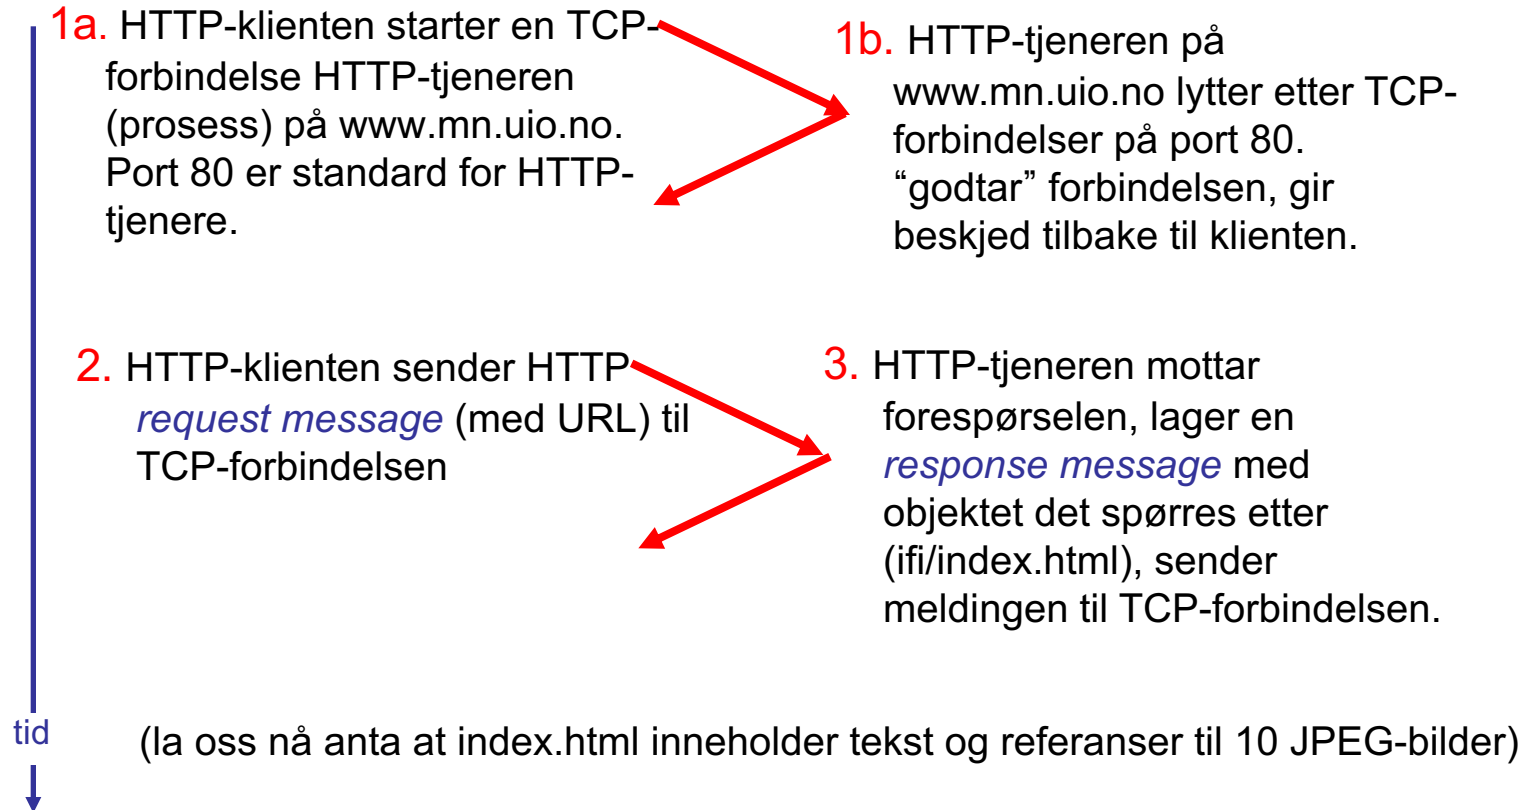 1a. HTTP-klienten starter en TCP-
forbindelse HTTP-tjeneren
(prosess) på www.mn.uio.no.
Port 80 er standard for HTTP-
tjenere.
1b. HTTP-tjeneren på
www.mn.uio.no lytter etter TCP-
forbindelser på port 80.
“godtar” forbindelsen, gir
beskjed tilbake til klienten.
2. HTTP-klienten sender HTTP
request message (med URL) til
TCP-forbindelsen
3. HTTP-tjeneren mottar
forespørselen, lager en
response message med
objektet det spørres etter
(ifi/index.html), sender
meldingen til TCP-forbindelsen.
tid
(la oss nå anta at index.html inneholder tekst og referanser til 10 JPEG-bilder)